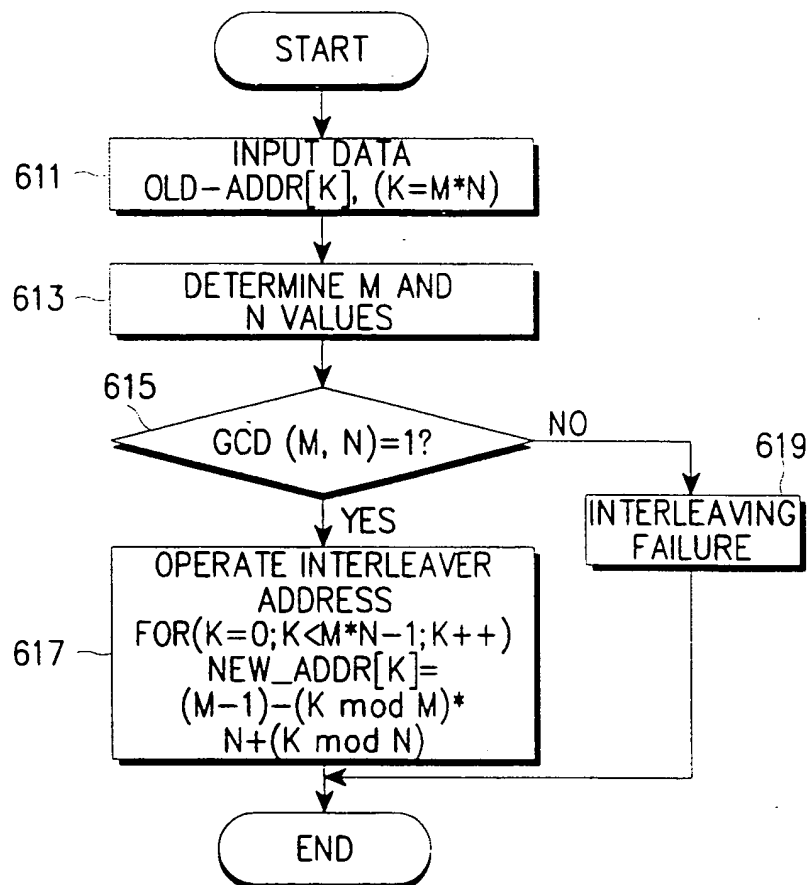 START
611
INPUT DATA
OLD-ADDR[K], (K=M*N)
613
DETERMINE M AND
N VALUES
615
GCD (M, N)=1?
NO
619
YES
INTERLEAVING
FAILURE
617
OPERATE INTERLEAVER
ADDRESS
FOR(K=0;K<M*N-1;K++)
NEW_ADDR[K]=
(M-1)-(K mod M)*
N+(K mod N)
END